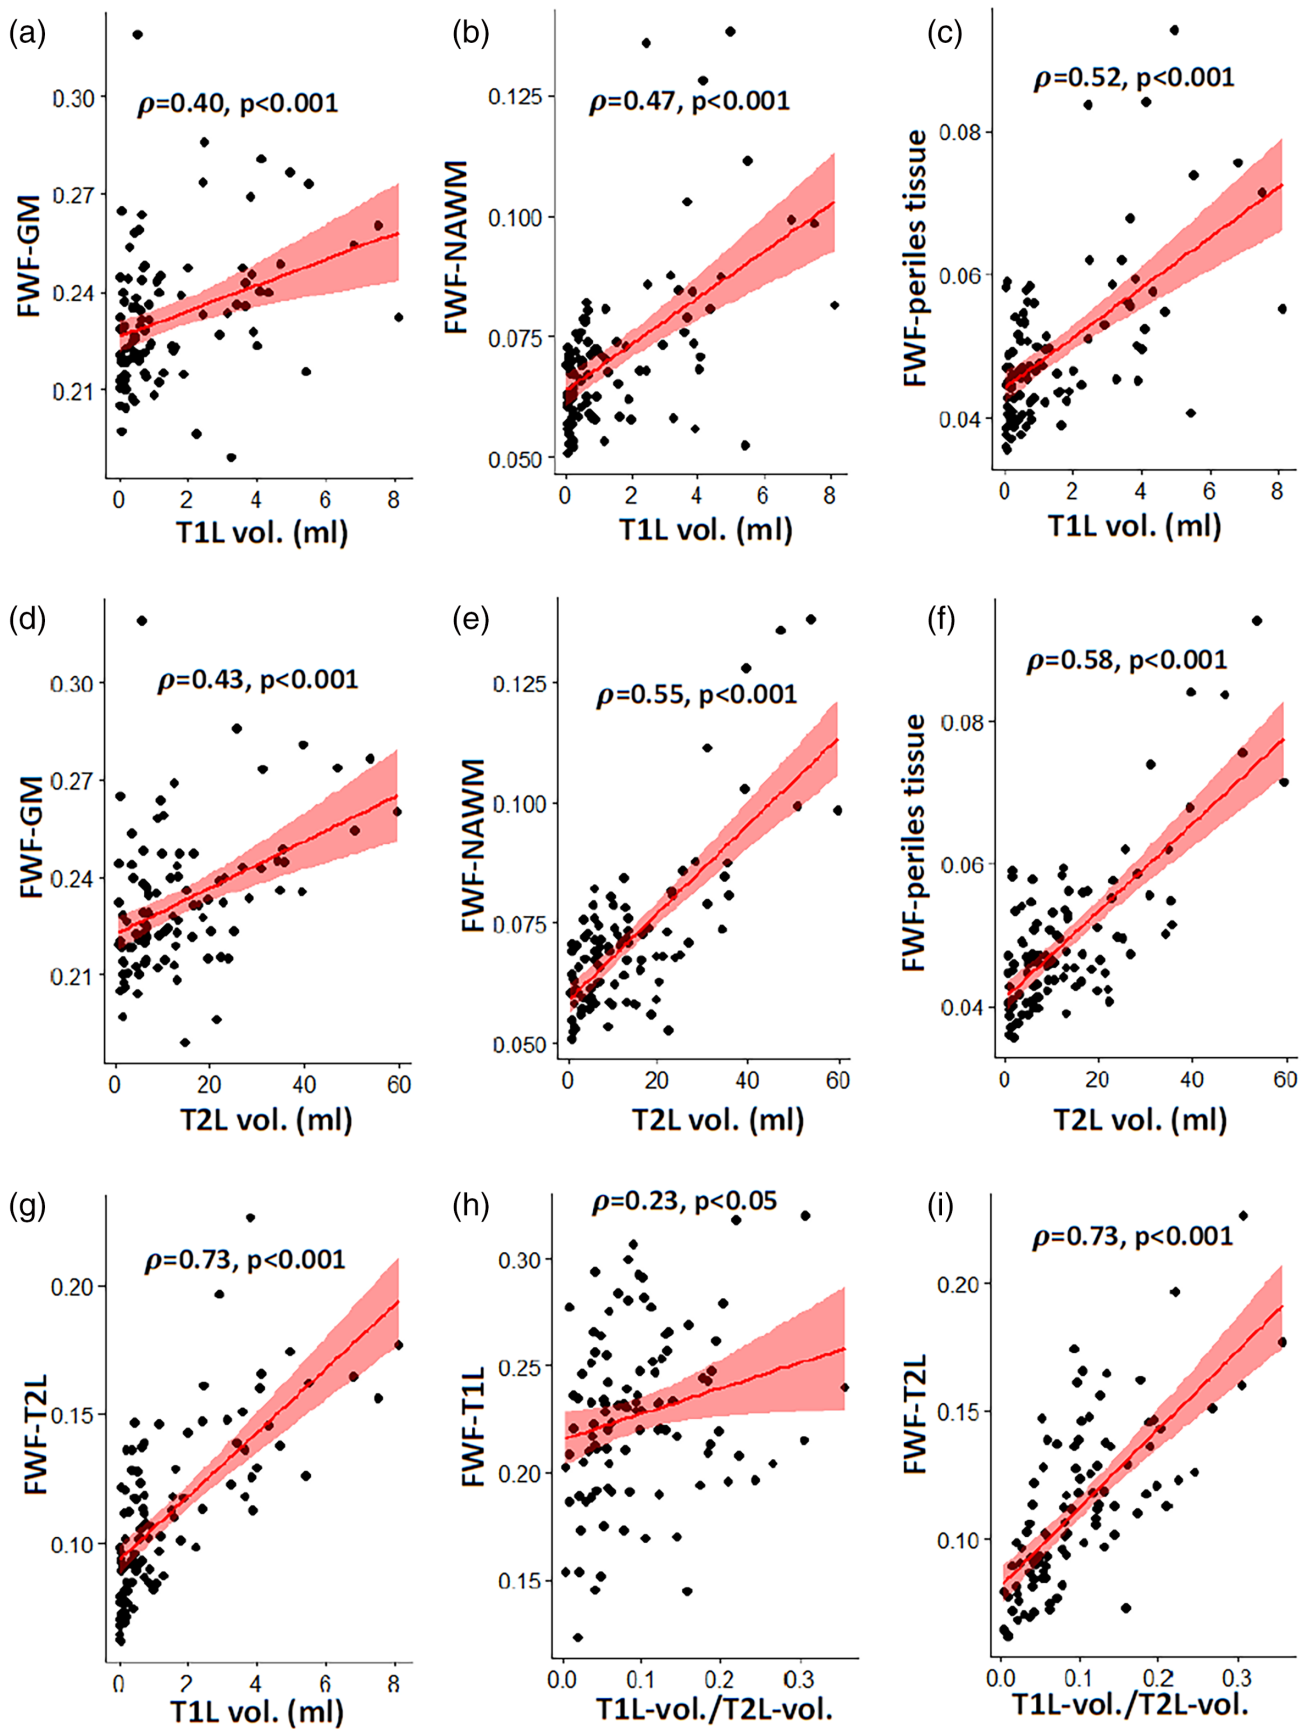 (a)
ρ=0.40, p<0.001
FWF-GM
0.30
0.27
0.24
0.21
0 2 4 6 8
T1L vol. (ml)
(b)
ρ=0.47, p<0.001
FWF-NAWM
0.125
0.100
0.075
0.050
0 2 4 6 8
T1L vol. (ml)
(c)
ρ=0.52, p<0.001
FWF-periles tissue
0.08
0.06
0.04
0 2 4 6 8
T1L vol. (ml)
(d)
ρ=0.43, p<0.001
FWF-GM
0.30
0.27
0.24
0.21
0 20 40 60
T2L vol. (ml)
(e)
ρ=0.55, p<0.001
FWF-NAWM
0.125
0.100
0.075
0.050
0 20 40 60
T2L vol. (ml)
(f)
ρ=0.58, p<0.001
FWF-periles tissue
0.08
0.06
0.04
0 20 40 60
T2L vol. (ml)
(g)
ρ=0.73, p<0.001
FWF-T2L
0.20
0.15
0.10
0 2 4 6 8
T1L vol. (ml)
(h)
ρ=0.23, p<0.05
FWF-T1L
0.30
0.25
0.20
0.15
0.0 0.1 0.2 0.3
T1L-vol./T2L-vol.
(i)
ρ=0.73, p<0.001
FWF-T2L
0.20
0.15
0.10
0.0 0.1 0.2 0.3
T1L-vol./T2L-vol.